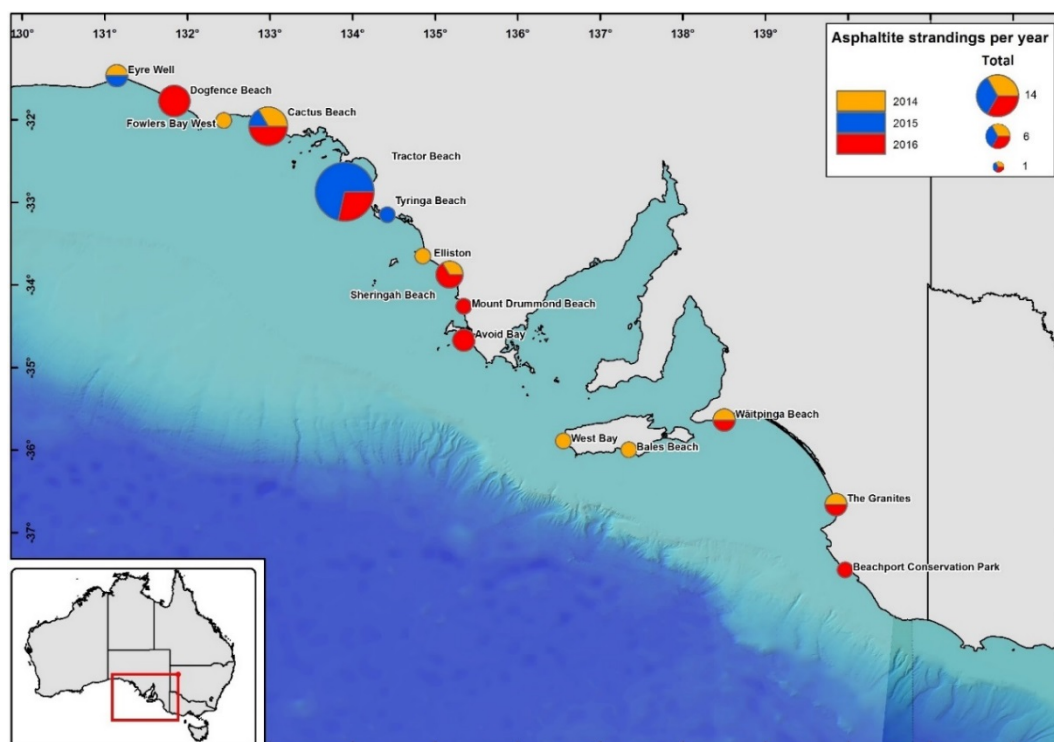 130° 131° 132° 133° 134° 135° 136° 137° 138° 139°
Asphaltite strandings per year
Total
2014
2015
2016
14
6
1
Eyre Well
Dogfence Beach
Fowlers Bay West
Cactus Beach
-32°
Tractor Beach
Tyringa Beach
-33°
Elliston
-34°
Sheringah Beach
Mount Drummond Beach
Avoid Bay
-35°
Waitpinga Beach
West Bay
Bales Beach
-36°
The Granites
-37°
Beachport Conservation Park